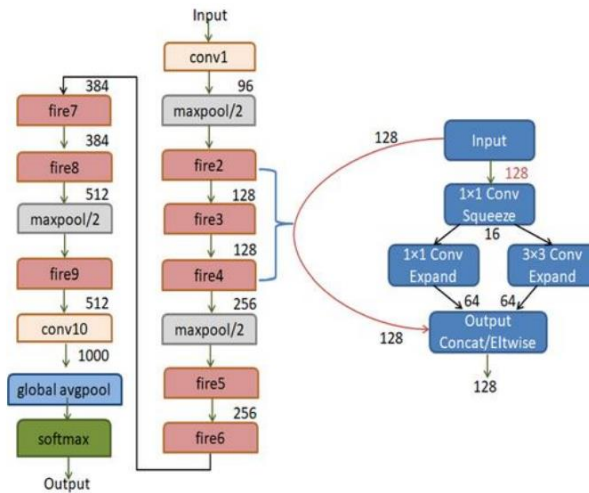 Input
conv1
96
maxpool/2
fire2
128
fire3
128
fire4
256
maxpool/2
fire5
256
fire6
384
fire7
384
fire8
512
maxpool/2
fire9
512
conv10
1000
global avgpool
softmax
Output
128
Input
128
1×1 Conv
Squeeze
16
1×1 Conv
Expand
3×3 Conv
Expand
64
64
Output
Concat/Eltwise
128
128